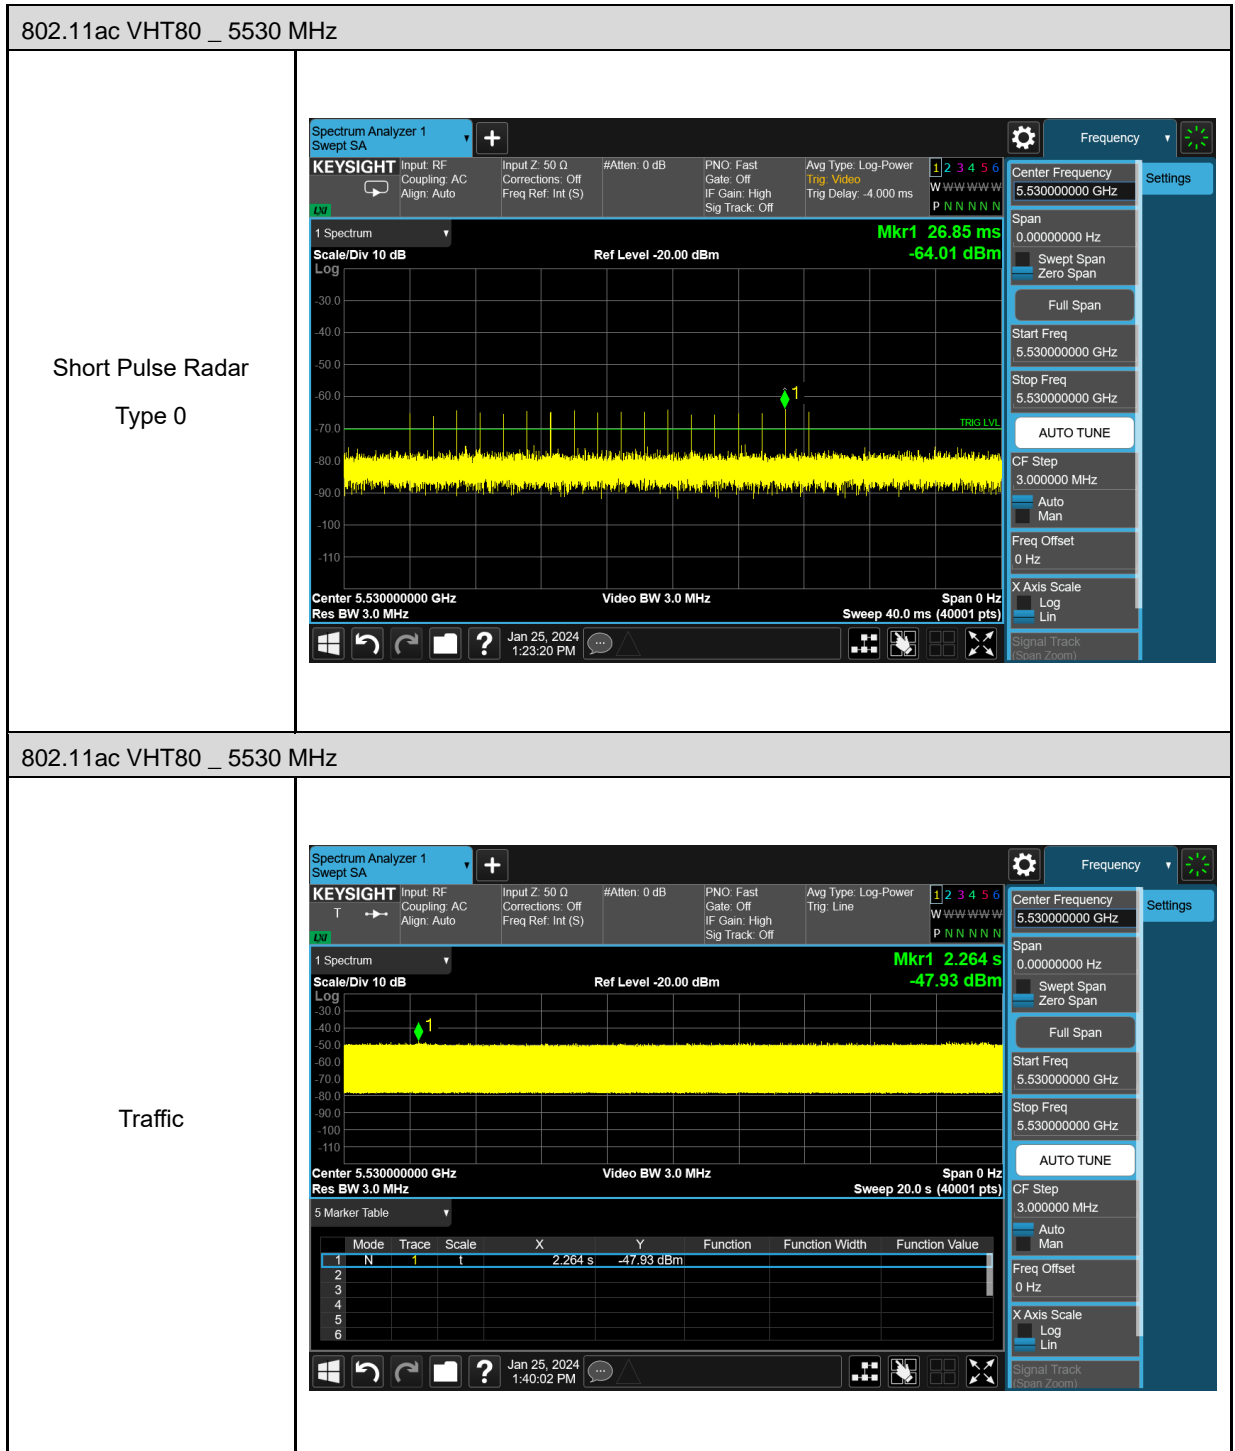 802.11ac VHT80 _ 5530 MHz
Short Pulse Radar
Type 0
Spectrum Analyzer 1
Swept SA
Frequency
KEYSIGHT
Input: RF
Coupling: AC
Align: Auto
Input Z: 50 Ω
Corrections: Off
Freq Ref: Int (S)
#Atten: 0 dB
PNO: Fast
Gate: Off
IF Gain: High
Sig Track: Off
Avg Type: Log-Power
Trig: Video
Trig Delay: -4.000 ms
1 2 3 4 5 6
W W W W W W
P N N N N N
LXI
1 Spectrum
Mkr1 26.85 ms
-64.01 dBm
Scale/Div 10 dB
Ref Level -20.00 dBm
Log
-30.0
-40.0
-50.0
-60.0
-70.0
-80.0
-90.0
-100
-110
1
TRIG LVL
Center 5.530000000 GHz
Video BW 3.0 MHz
Span 0 Hz
Res BW 3.0 MHz
Sweep 40.0 ms (40001 pts)
Jan 25, 2024
1:23:20 PM
Center Frequency
5.530000000 GHz
Settings
Span
0.00000000 Hz
Swept Span
Zero Span
Full Span
Start Freq
5.530000000 GHz
Stop Freq
5.530000000 GHz
AUTO TUNE
CF Step
3.000000 MHz
Auto
Man
Freq Offset
0 Hz
X Axis Scale
Log
Lin
Signal Track
(Span Zoom)
802.11ac VHT80 _ 5530 MHz
Traffic
Spectrum Analyzer 1
Swept SA
Frequency
KEYSIGHT
T
Input: RF
Coupling: AC
Align: Auto
Input Z: 50 Ω
Corrections: Off
Freq Ref: Int (S)
#Atten: 0 dB
PNO: Fast
Gate: Off
IF Gain: High
Sig Track: Off
Avg Type: Log-Power
Trig: Line
1 2 3 4 5 6
W W W W W W
P N N N N N
LXI
1 Spectrum
Mkr1 2.264 s
-47.93 dBm
Scale/Div 10 dB
Ref Level -20.00 dBm
Log
-30.0
-40.0
-50.0
-60.0
-70.0
-80.0
-90.0
-100
-110
1
Center 5.530000000 GHz
Video BW 3.0 MHz
Span 0 Hz
Res BW 3.0 MHz
Sweep 20.0 s (40001 pts)
5 Marker Table
Mode Trace Scale X Y Function Function Width Function Value
1 N 1 t 2.264 s -47.93 dBm
2
3
4
5
6
Jan 25, 2024
1:40:02 PM
Center Frequency
5.530000000 GHz
Settings
Span
0.00000000 Hz
Swept Span
Zero Span
Full Span
Start Freq
5.530000000 GHz
Stop Freq
5.530000000 GHz
AUTO TUNE
CF Step
3.000000 MHz
Auto
Man
Freq Offset
0 Hz
X Axis Scale
Log
Lin
Signal Track
(Span Zoom)